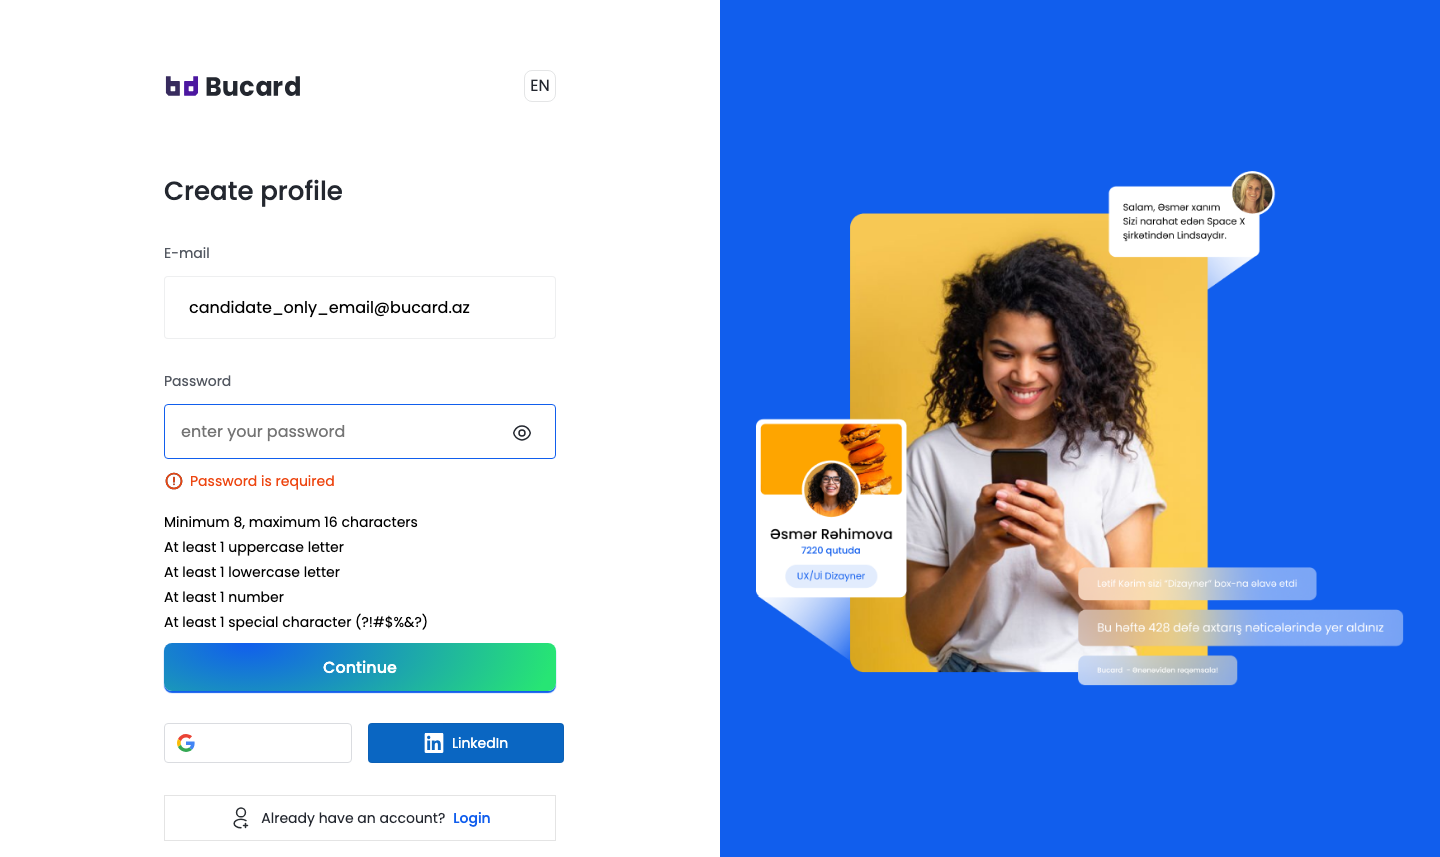 bd Bucard
EN
Create profile
E-mail
candidate_only_email@bucard.az
Password
enter your password
Password is required
Minimum 8, maximum 16 characters
At least 1 uppercase letter
At least 1 lowercase letter
At least 1 number
At least 1 special character (?!#$%&?)
Continue
LinkedIn
Already have an account? Login
Salam, Əsmər xanım
Sizi narahat edən Space X
şirkətindən Lindsaydır.
Əsmər Rəhimova
7220 qutuda
UX/Uİ Dizayner
Lətif Kərim sizi "Dizayner" box-na əlavə etdi
Bu həftə 428 dəfə axtarış nəticələrində yer aldınız
Bucard - Ənənəvidən rəqəmsala!